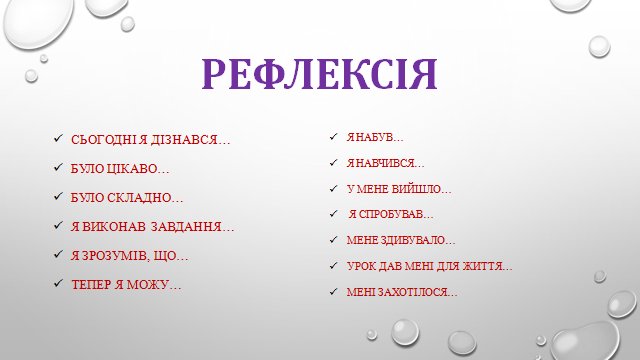 РЕФЛЕКСІЯ
СЬОГОДНІ Я ДІЗНАВСЯ…
БУЛО ЦІКАВО…
БУЛО СКЛАДНО…
Я ВИКОНАВ ЗАВДАННЯ…
Я ЗРОЗУМІВ, ЩО…
ТЕПЕР Я МОЖУ…
Я НАБУВ…
Я НАВЧИВСЯ…
У МЕНЕ ВИЙШЛО…
Я СПРОБУВАВ…
МЕНЕ ЗДИВУВАЛО…
УРОК ДАВ МЕНІ ДЛЯ ЖИТТЯ…
МЕНІ ЗАХОТІЛОСЯ…